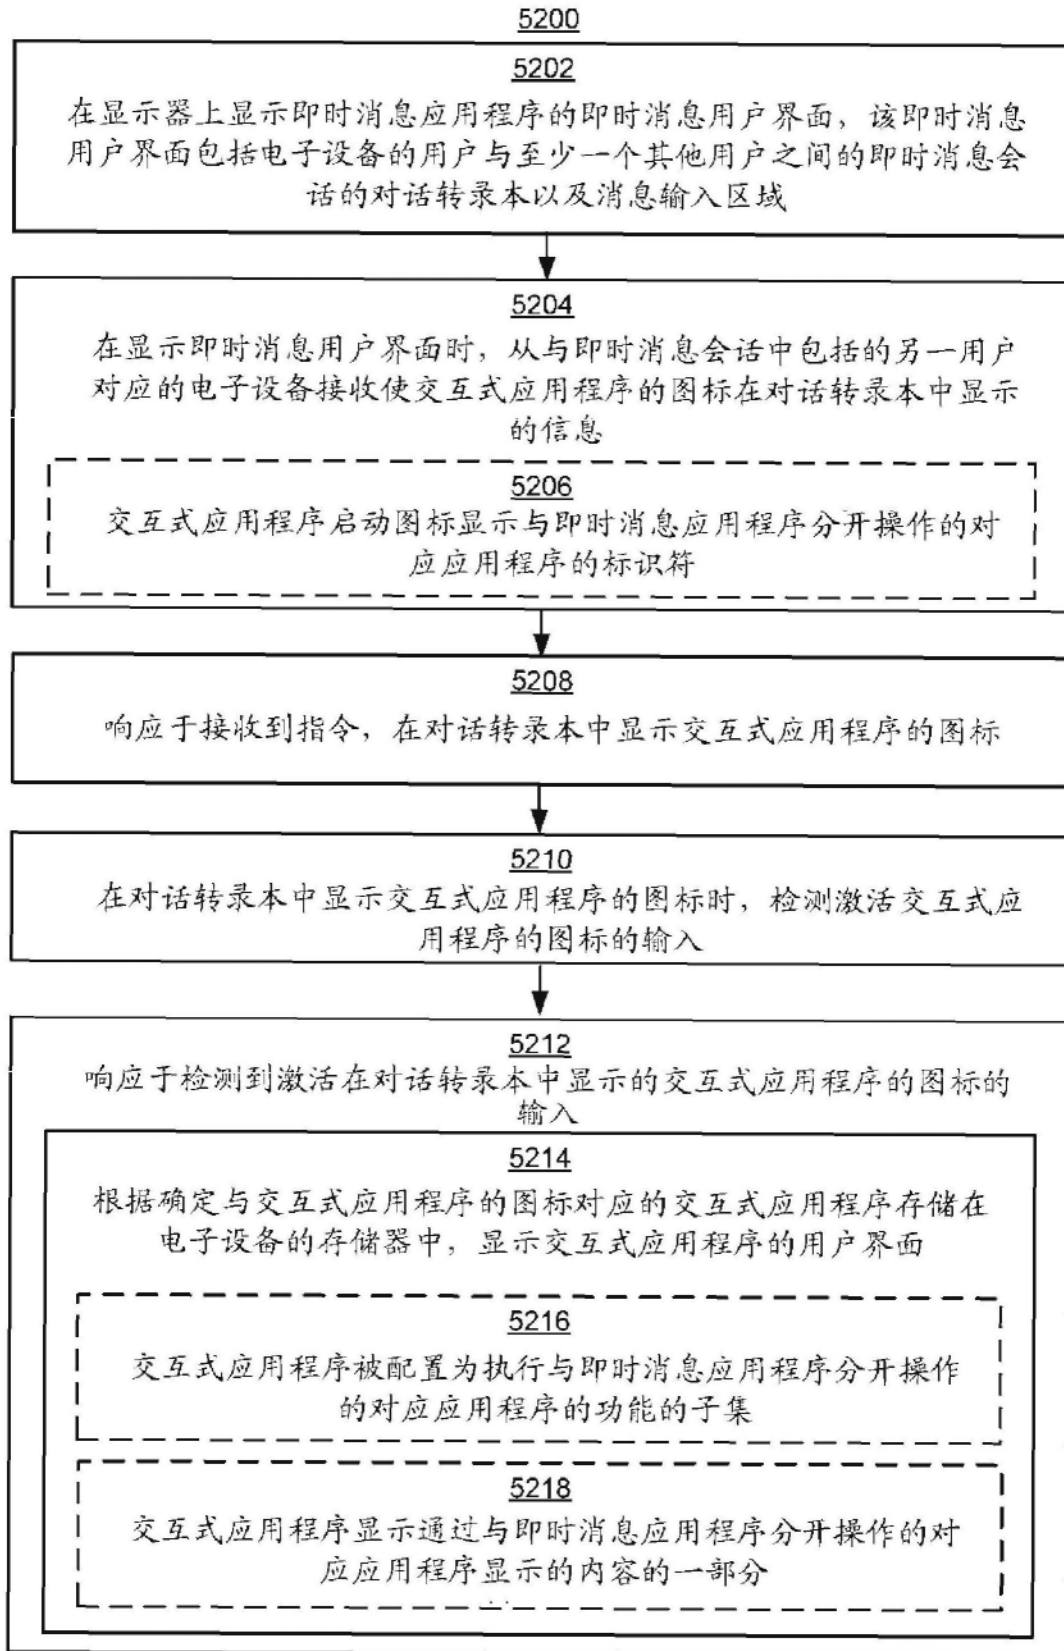 5200
5202
在显示器上显示即时消息应用程序的即时消息用户界面，该即时消息
用户界面包括电子设备的用户与至少一个其他用户之间的即时消息会
话的对话转录本以及消息输入区域
5204
在显示即时消息用户界面时，从与即时消息会话中包括的另一用户
对应的电子设备接收使交互式应用程序的图标在对话转录本中显示
的信息
5206
交互式应用程序启动图标显示与即时消息应用程序分开操作的对
应应用程序的标识符
5208
响应于接收到指令，在对话转录本中显示交互式应用程序的图标
5210
在对话转录本中显示交互式应用程序的图标时，检测激活交互式应
用程序的图标的输入
5212
响应于检测到激活在对话转录本中显示的交互式应用程序的图标的
输入
5214
根据确定与交互式应用程序的图标对应的交互式应用程序存储在
电子设备的存储器中，显示交互式应用程序的用户界面
5216
交互式应用程序被配置为执行与即时消息应用程序分开操作
的对应应用程序的功能的子集
5218
交互式应用程序显示通过与即时消息应用程序分开操作的对
应应用程序显示的内容的一部分